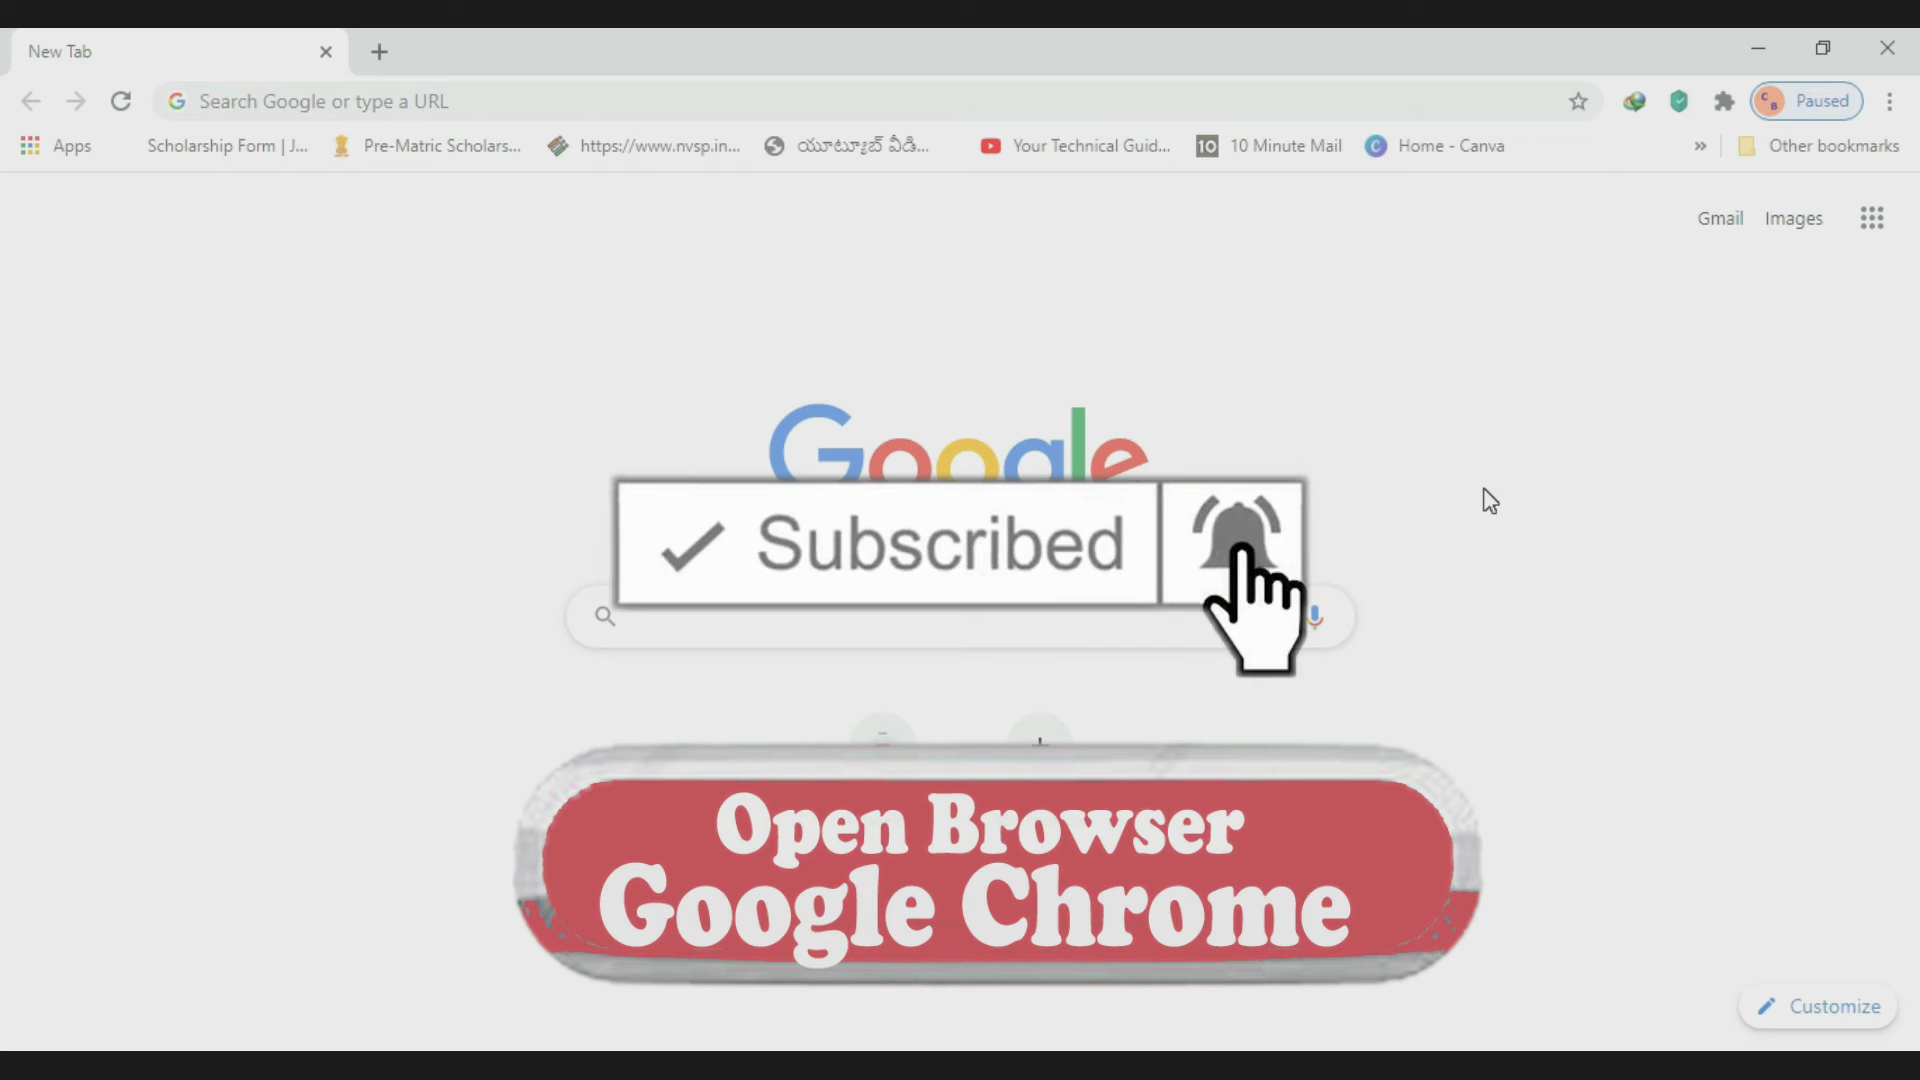 New Tab
Search Google or type a URL
Paused
Apps
Scholarship Form | J...
Pre-Matric Scholars...
https://www.nvsp.in...
యూట్యూబ్ వీడి...
Your Technical Guid...
10 Minute Mail
Home - Canva
Other bookmarks
Gmail
Images
Google
Subscribed
Open Browser
Google Chrome
Customize